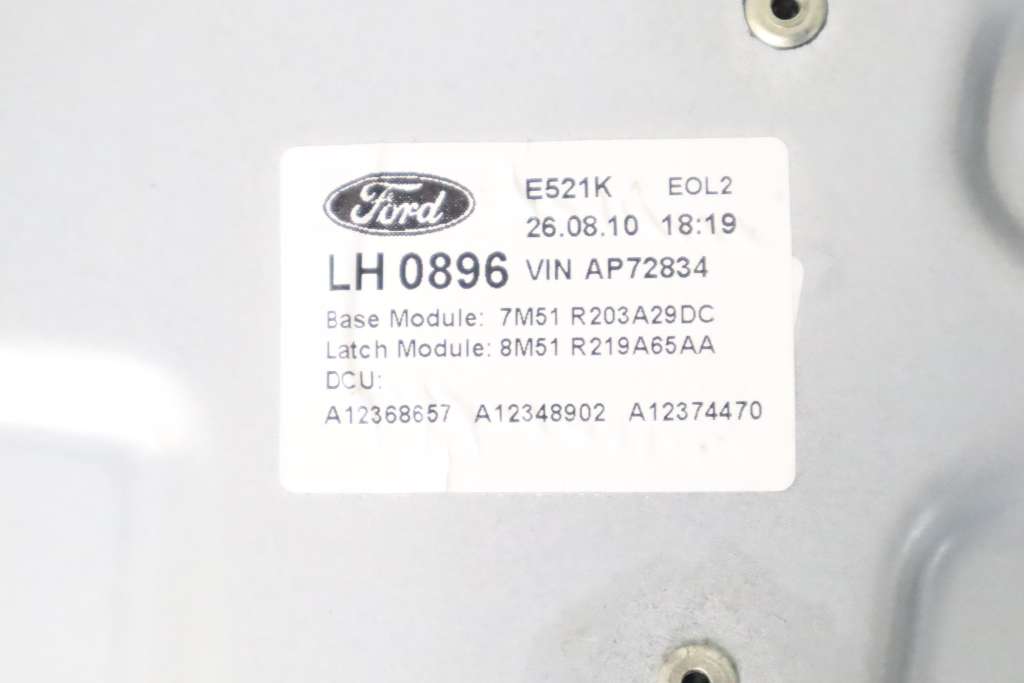 Ford
E521K EOL2
26.08.10 18:19
LH 0896 VIN AP72834
Base Module: 7M51 R203A29DC
Latch Module: 8M51 R219A65AA
DCU:
A12368657 A12348902 A12374470